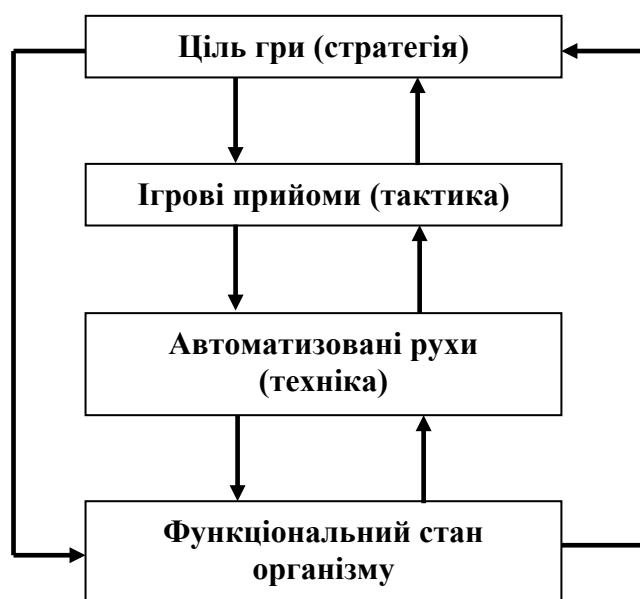 Ціль гри (стратегія)
Ігрові прийоми (тактика)
Автоматизовані рухи
(техніка)
Функціональний стан
організму